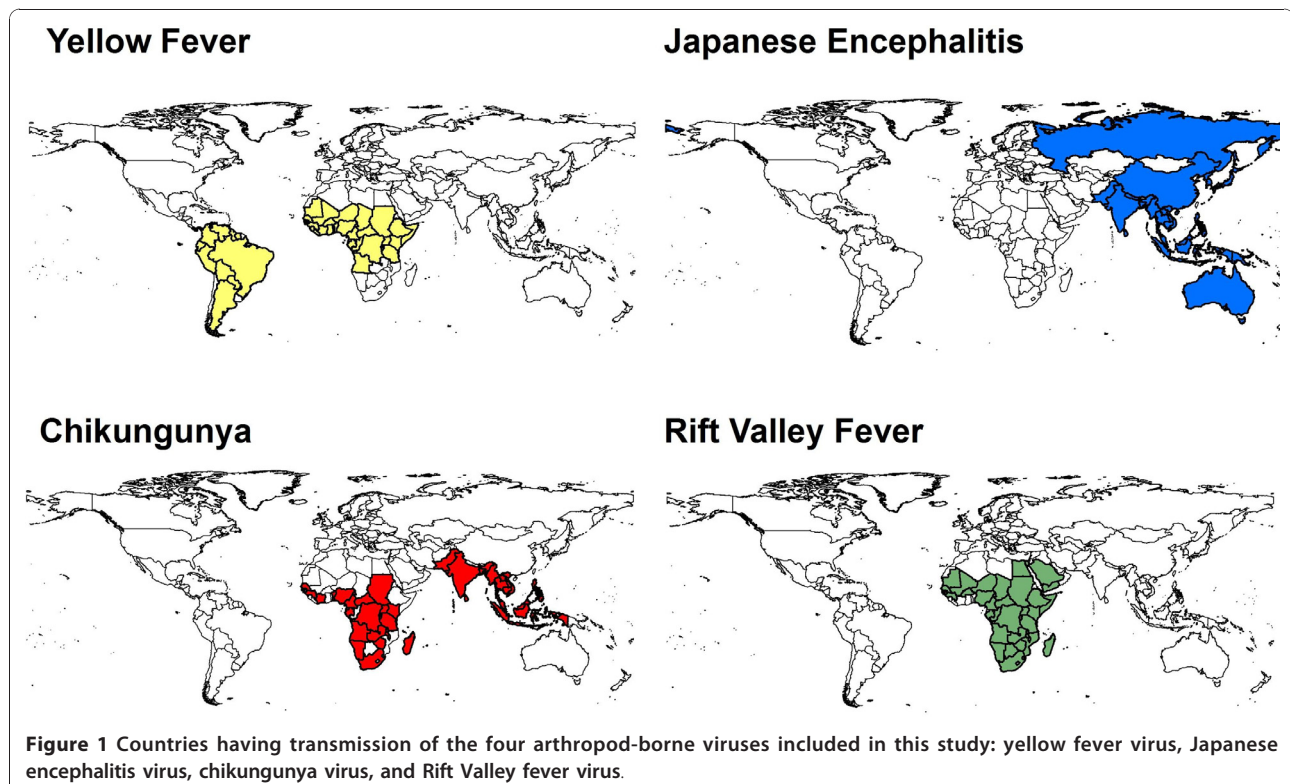 Yellow Fever
Japanese Encephalitis
Chikungunya
Rift Valley Fever
Figure 1 Countries having transmission of the four arthropod-borne viruses included in this study: yellow fever virus, Japanese
encephalitis virus, chikungunya virus, and Rift Valley fever virus.